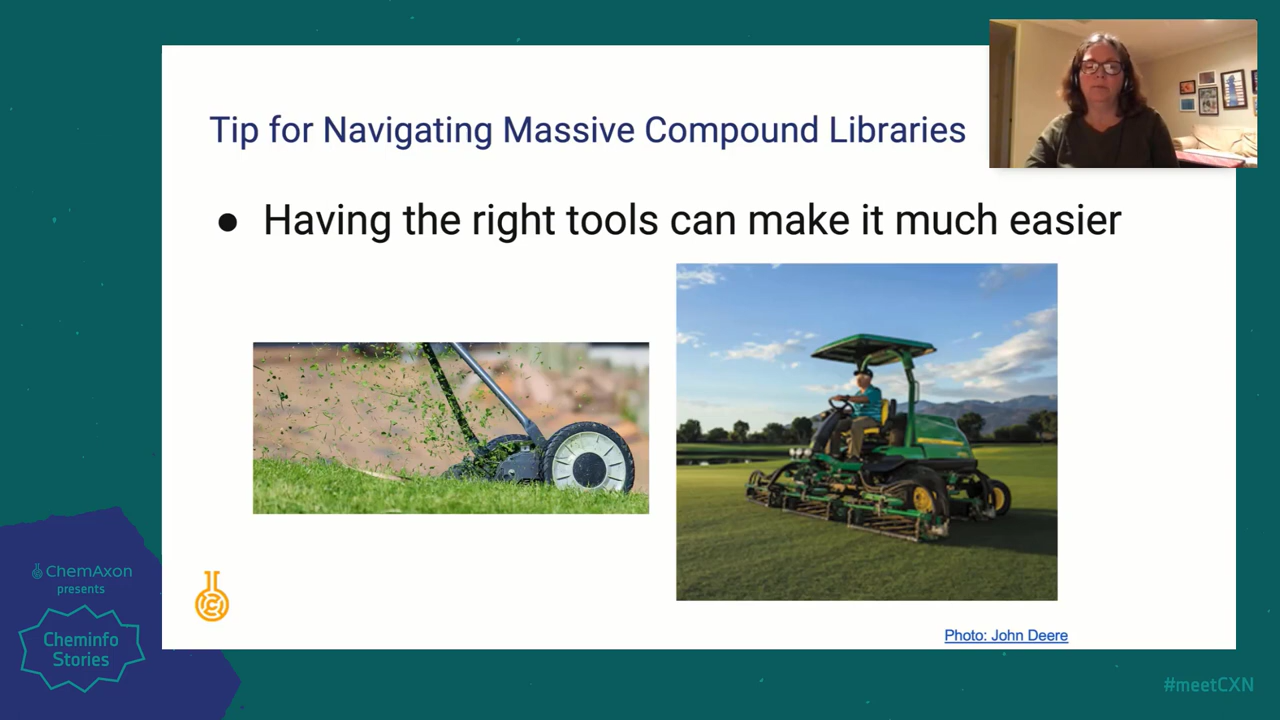 Tip for Navigating Massive Compound Libraries
● Having the right tools can make it much easier
Photo: John Deere
ChemAxon
presents
Cheminfo
Stories
#meetCXN